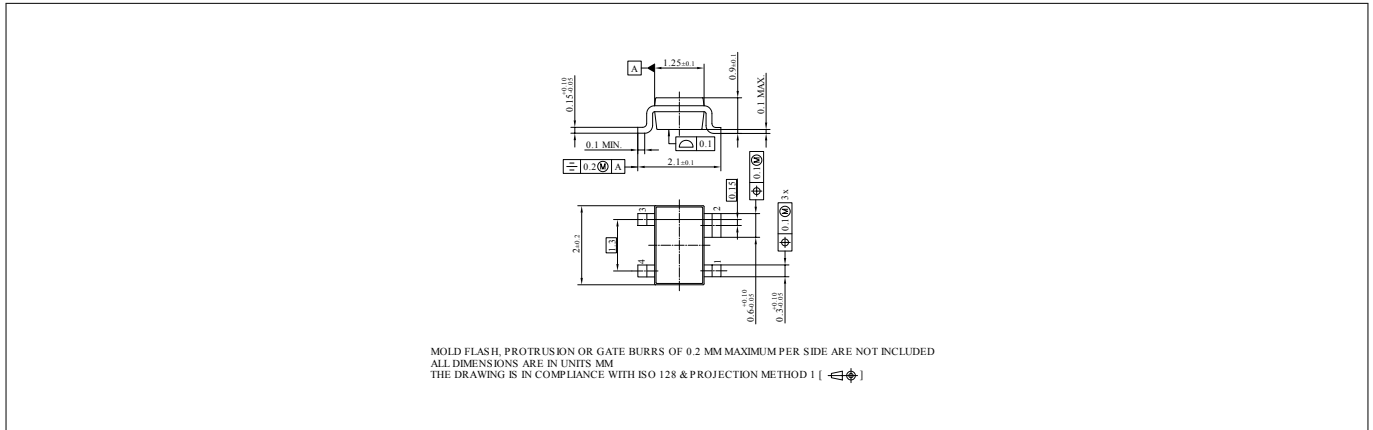 A
1.25±0.1
0.9±0.1
0.15 +0.10 -0.05
0.1 MAX.
0.1 MIN.
0.1
0.2 Ⓜ A
2.1±0.1
0.1Ⓜ
0.15
0.1Ⓜ 3x
3
2
2±0.2
1.3
4
1
0.6 +0.10 -0.05
0.3 +0.10 -0.05
MOLD FLASH, PROTRUSION OR GATE BURRS OF 0.2 MM MAXIMUM PER SIDE ARE NOT INCLUDED
ALL DIMENSIONS ARE IN UNITS MM
THE DRAWING IS IN COMPLIANCE WITH ISO 128 & PROJECTION METHOD 1 [ ]